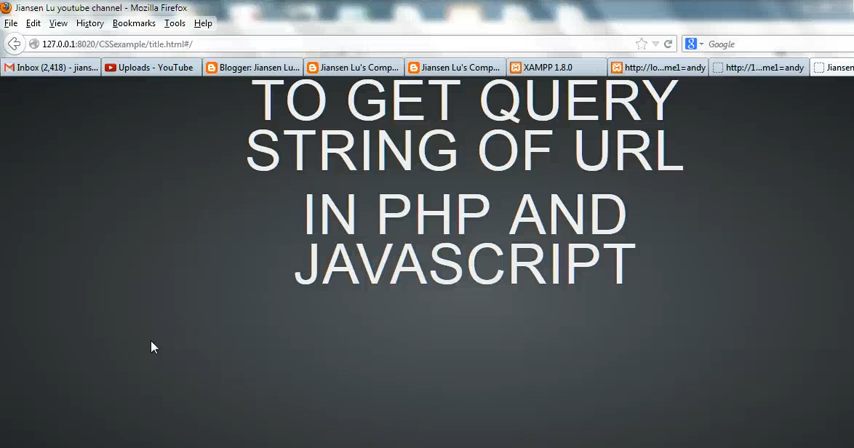 Jiansen Lu youtube channel - Mozilla Firefox
File Edit View History Bookmarks Tools Help
127.0.0.1:8020/CSSexample/title.html#/ Google
Inbox (2,418) - jians... Uploads - YouTube Blogger: Jiansen Lu... Jiansen Lu's Comp... Jiansen Lu's Comp... XAMPP 1.8.0 http://lo...me1=andy http://1...me1=andy Jiansen
TO GET QUERY
STRING OF URL
IN PHP AND
JAVASCRIPT